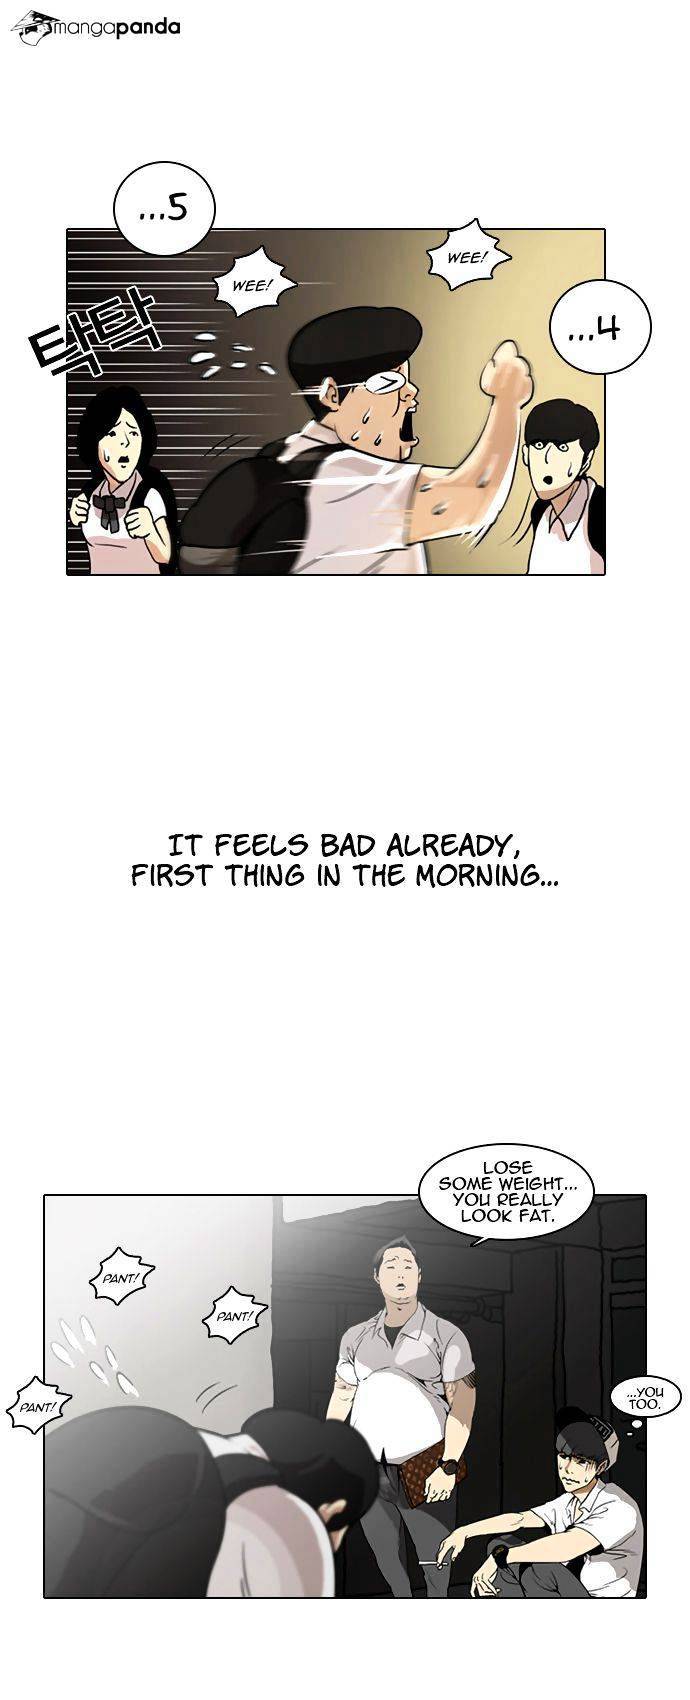 mangapanda
...5
WEE!
WEE!
...4
탁탁
IT FEELS BAD ALREADY,
FIRST THING IN THE MORNING...
LOSE
SOME WEIGHT...
YOU REALLY
LOOK FAT.
PANT!
PANT!
PANT!
...YOU
TOO.